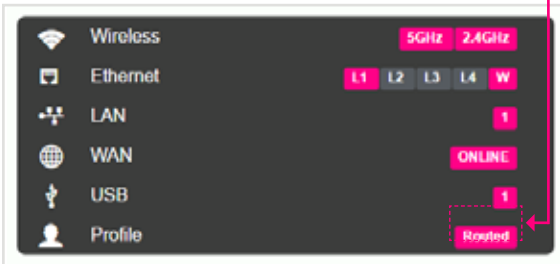 Wireless 5GHz 2.4GHz
Ethernet L1 L2 L3 L4 W
LAN 1
WAN ONLINE
USB 1
Profile Routed